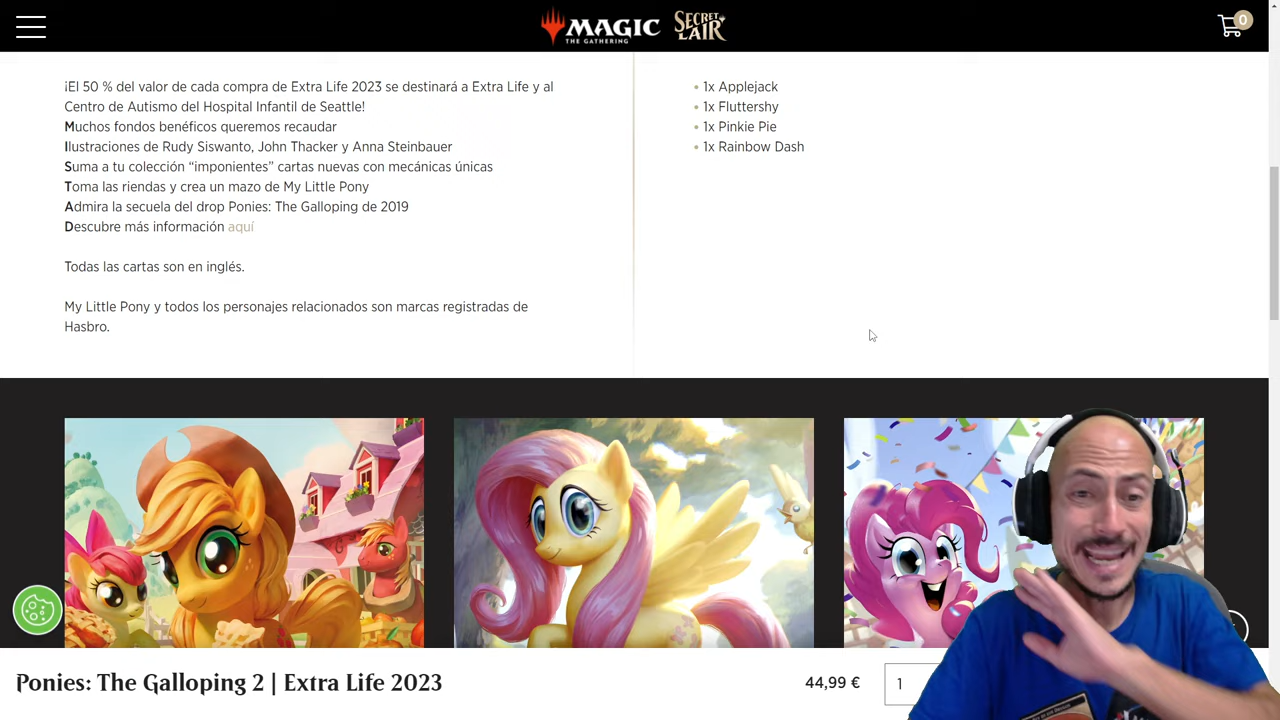 MAGIC
THE GATHERING
SECRET
LAIR
0
¡El 50 % del valor de cada compra de Extra Life 2023 se destinará a Extra Life y al
Centro de Autismo del Hospital Infantil de Seattle!
Muchos fondos benéficos queremos recaudar
Ilustraciones de Rudy Siswanto, John Thacker y Anna Steinbauer
Suma a tu colección “imponientes” cartas nuevas con mecánicas únicas
Toma las riendas y crea un mazo de My Little Pony
Admira la secuela del drop Ponies: The Galloping de 2019
Descubre más información aquí
Todas las cartas son en inglés.
My Little Pony y todos los personajes relacionados son marcas registradas de
Hasbro.
• 1x Applejack
• 1x Fluttershy
• 1x Pinkie Pie
• 1x Rainbow Dash
Ponies: The Galloping 2 | Extra Life 2023
44,99 €
1